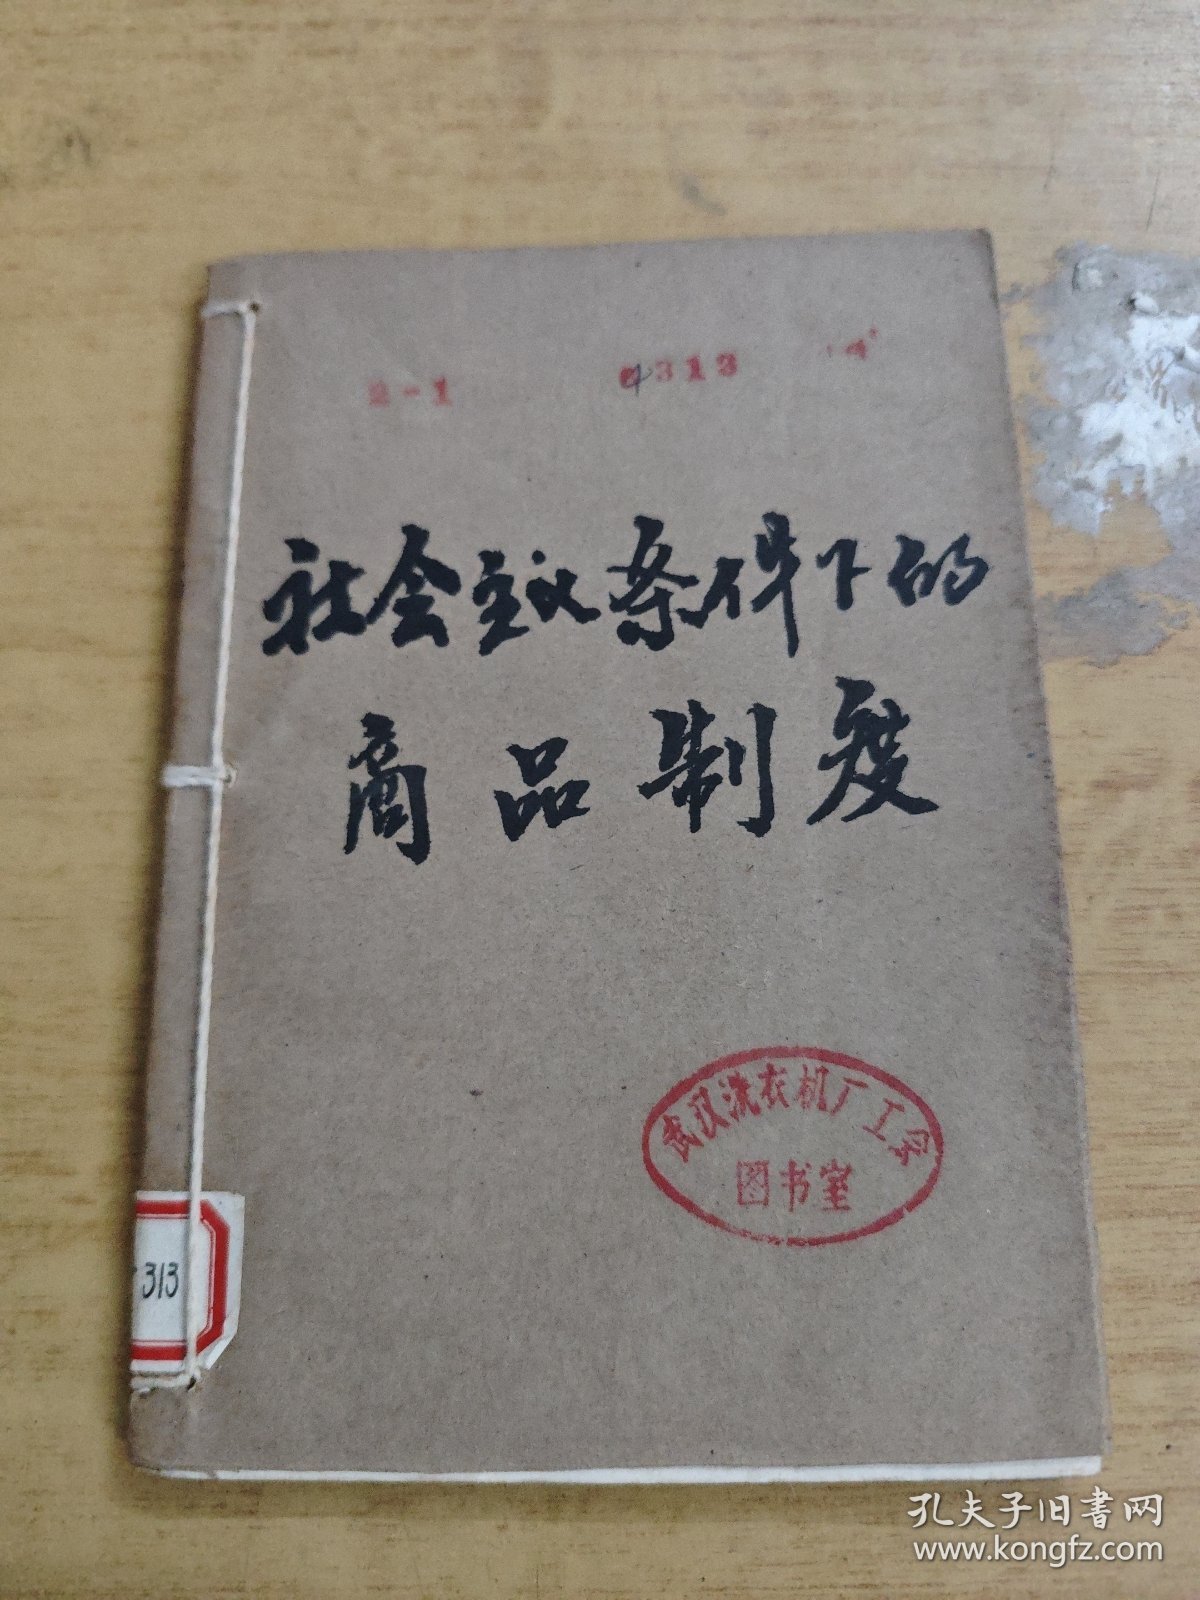 2-1 4313
社会主义条件下的
商品制度
武汉洗衣机厂工会
图书室
313
孔夫子旧书网
www.kongfz.com